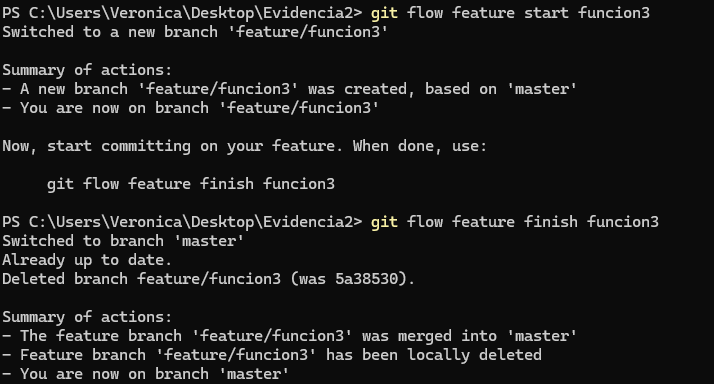 PS C:\Users\Veronica\Desktop\Evidencia2> git flow feature start funcion3
Switched to a new branch 'feature/funcion3'

Summary of actions:
- A new branch 'feature/funcion3' was created, based on 'master'
- You are now on branch 'feature/funcion3'

Now, start committing on your feature. When done, use:

     git flow feature finish funcion3

PS C:\Users\Veronica\Desktop\Evidencia2> git flow feature finish funcion3
Switched to branch 'master'
Already up to date.
Deleted branch feature/funcion3 (was 5a38530).

Summary of actions:
- The feature branch 'feature/funcion3' was merged into 'master'
- Feature branch 'feature/funcion3' has been locally deleted
- You are now on branch 'master'